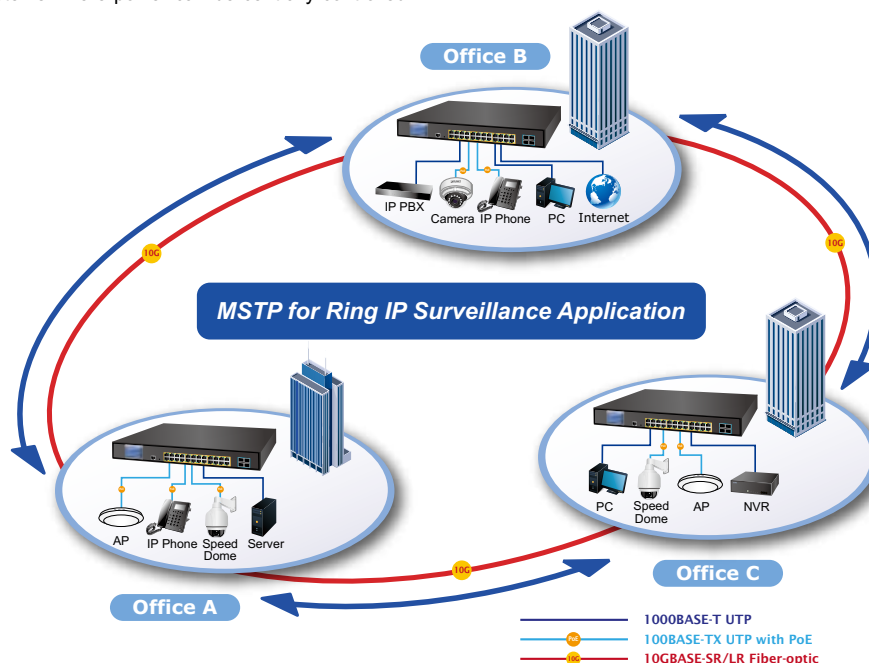 Office B
IP PBX
Camera
IP Phone
PC
Internet
10G
10G
MSTP for Ring IP Surveillance Application
AP
IP Phone
Speed
Dome
Server
PC
Speed
Dome
AP
NVR
10G
Office C
Office A
1000BASE-T UTP
PoE
100BASE-TX UTP with PoE
10G
10GBASE-SR/LR Fiber-optic